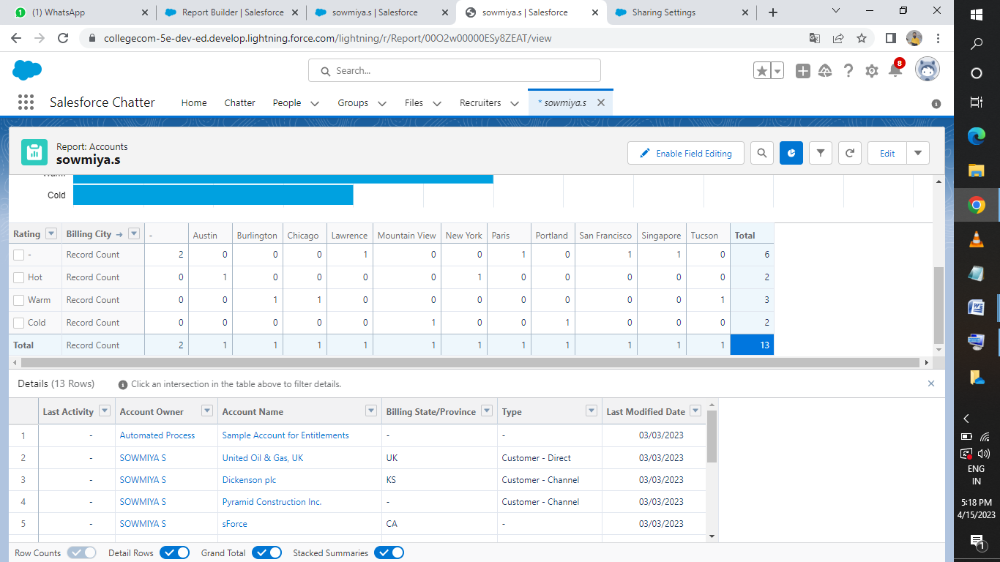 (1) WhatsApp
Report Builder | Salesforce
sowmiya.s | Salesforce
sowmiya.s | Salesforce
Sharing Settings
collegecom-5e-dev-ed.develop.lightning.force.com/lightning/r/Report/00O2w00000ESy8ZEAT/view
Search...
8
Salesforce Chatter
Home
Chatter
People
Groups
Files
Recruiters
* sowmiya.s
Report: Accounts
sowmiya.s
Enable Field Editing
Edit
Warm
Cold
Rating Billing City → - Austin Burlington Chicago Lawrence Mountain View New York Paris Portland San Francisco Singapore Tucson Total
- Record Count 2 0 0 0 1 0 0 1 0 1 1 0 6
Hot Record Count 0 1 0 0 0 0 1 0 0 0 0 0 2
Warm Record Count 0 0 1 1 0 0 0 0 0 0 0 1 3
Cold Record Count 0 0 0 0 0 1 0 0 1 0 0 0 2
Total Record Count 2 1 1 1 1 1 1 1 1 1 1 1 13
Details (13 Rows) Click an intersection in the table above to filter details.
Last Activity Account Owner Account Name Billing State/Province Type Last Modified Date
1 - Automated Process Sample Account for Entitlements - - 03/03/2023
2 - SOWMIYA S United Oil & Gas, UK UK Customer - Direct 03/03/2023
3 - SOWMIYA S Dickenson plc KS Customer - Channel 03/03/2023
4 - SOWMIYA S Pyramid Construction Inc. - Customer - Channel 03/03/2023
5 - SOWMIYA S sForce CA - 03/03/2023
Row Counts Detail Rows Grand Total Stacked Summaries
ENG
IN
5:18 PM
4/15/2023
1